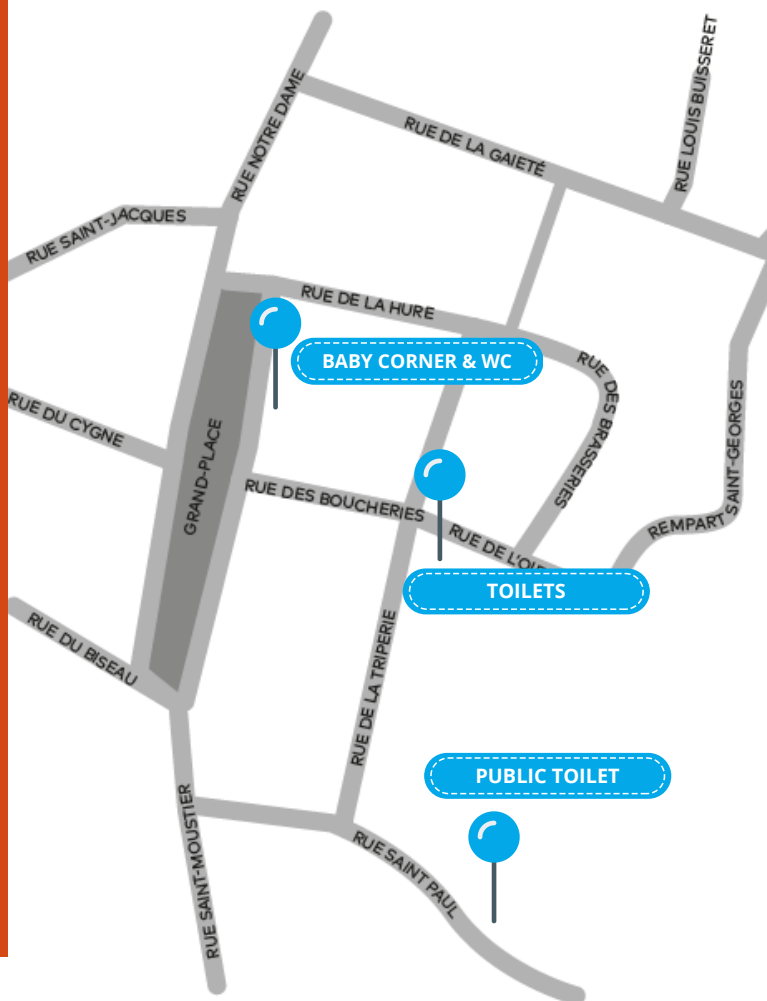 RUE LOUIS BUISSERET
RUE NOTRE DAME
RUE DE LA GAIETÉ
RUE SAINT-JACQUES
RUE DE LA HURE
BABY CORNER & WC
RUE DES BRASSERIES
RUE DU CYGNE
GRAND-PLACE
REMPART SAINT-GEORGES
RUE DES BOUCHERIES
RUE DE
TOILETS
RUE DU BISEAU
RUE DE LA TRIPERIE
PUBLIC TOILET
RUE SAINT-MOUSTIER
RUE SAINT PAUL